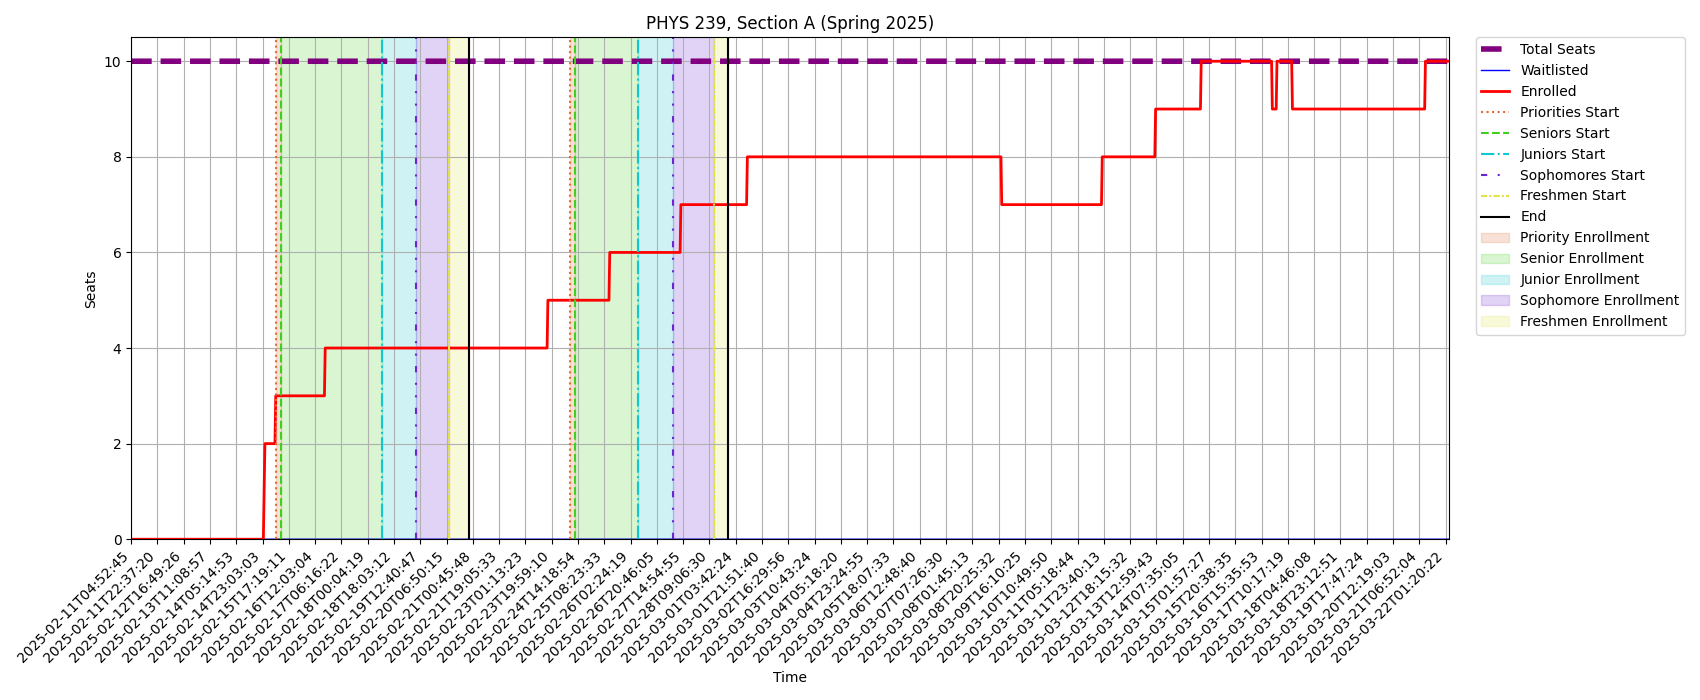 PHYS 239, Section A (Spring 2025)
Total Seats
Waitlisted
Enrolled
Priorities Start
Seniors Start
Juniors Start
Sophomores Start
Freshmen Start
End
Priority Enrollment
Senior Enrollment
Junior Enrollment
Sophomore Enrollment
Freshmen Enrollment
Seats
10
8
6
4
2
0
2025-02-11T04:52:45
2025-02-11T22:37:20
2025-02-12T16:49:26
2025-02-13T11:08:57
2025-02-14T05:14:53
2025-02-14T23:03:03
2025-02-15T17:19:11
2025-02-16T12:03:04
2025-02-17T06:16:22
2025-02-18T00:04:19
2025-02-18T18:03:12
2025-02-19T12:40:47
2025-02-20T06:50:15
2025-02-21T00:45:48
2025-02-21T19:05:33
2025-02-23T01:13:23
2025-02-23T19:59:10
2025-02-24T14:18:54
2025-02-25T08:23:33
2025-02-26T02:24:19
2025-02-26T20:46:05
2025-02-27T14:54:55
2025-02-28T09:06:30
2025-03-01T03:42:24
2025-03-01T21:51:40
2025-03-02T16:29:56
2025-03-03T10:43:24
2025-03-04T05:18:20
2025-03-04T23:24:55
2025-03-05T18:07:33
2025-03-06T12:48:40
2025-03-07T07:26:30
2025-03-08T01:45:13
2025-03-08T20:25:32
2025-03-09T16:10:25
2025-03-10T10:49:50
2025-03-11T05:18:44
2025-03-11T23:40:13
2025-03-12T18:15:32
2025-03-13T12:59:43
2025-03-14T07:35:05
2025-03-15T01:57:27
2025-03-15T20:38:35
2025-03-16T15:35:53
2025-03-17T10:17:19
2025-03-18T04:46:08
2025-03-18T23:12:51
2025-03-19T17:47:24
2025-03-20T12:19:03
2025-03-21T06:52:04
2025-03-22T01:20:22
Time